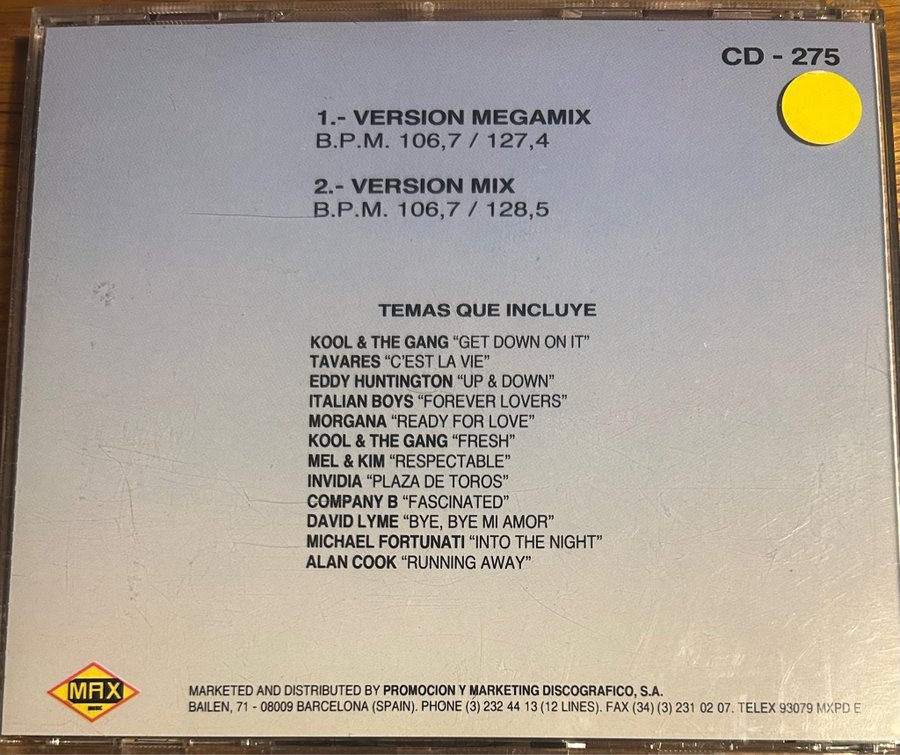 CD - 275
1.- VERSION MEGAMIX
B.P.M. 106,7 / 127,4
2.- VERSION MIX
B.P.M. 106,7 / 128,5
TEMAS QUE INCLUYE
KOOL & THE GANG “GET DOWN ON IT”
TAVARES “C'EST LA VIE”
EDDY HUNTINGTON “UP & DOWN”
ITALIAN BOYS “FOREVER LOVERS”
MORGANA “READY FOR LOVE”
KOOL & THE GANG “FRESH”
MEL & KIM “RESPECTABLE”
INVIDIA “PLAZA DE TOROS”
COMPANY B “FASCINATED”
DAVID LYME “BYE, BYE MI AMOR”
MICHAEL FORTUNATI “INTO THE NIGHT”
ALAN COOK “RUNNING AWAY”
MAX
MUSIC
MARKETED AND DISTRIBUTED BY PROMOCION Y MARKETING DISCOGRAFICO, S.A.
BAILEN, 71 - 08009 BARCELONA (SPAIN). PHONE (3) 232 44 13 (12 LINES). FAX (34) (3) 231 02 07. TELEX 93079 MXPD E